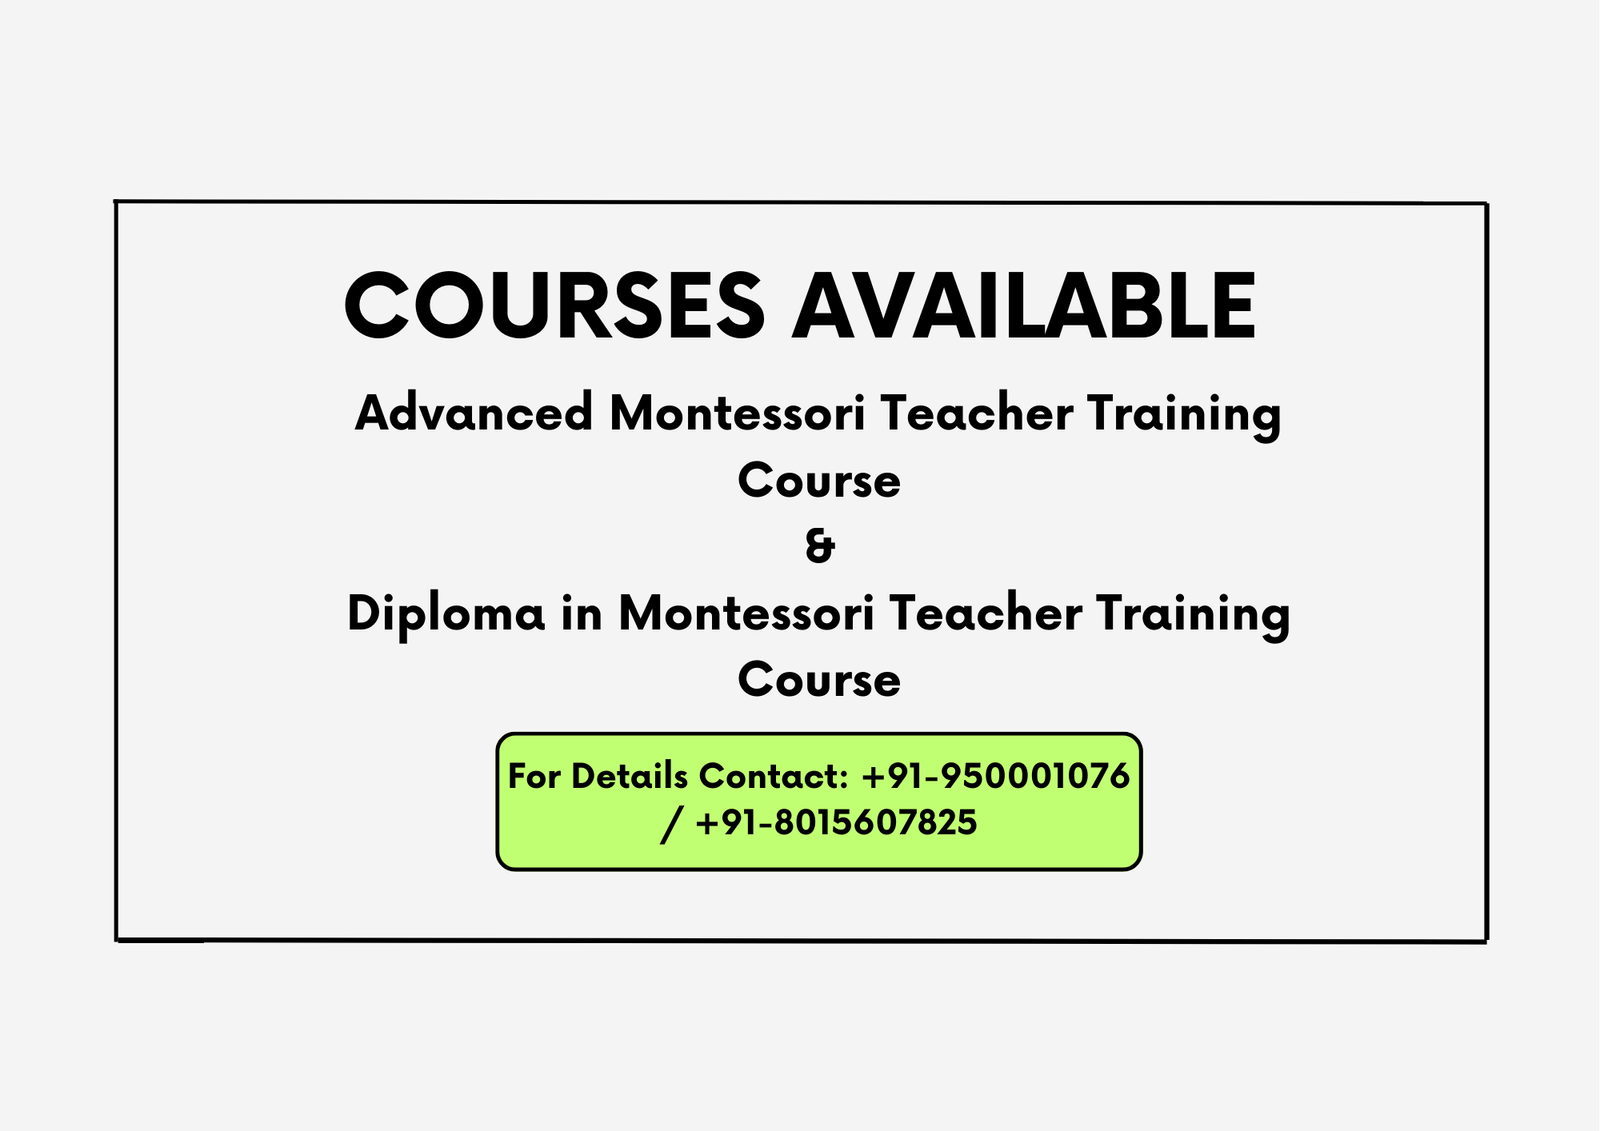 COURSES AVAILABLE
Advanced Montessori Teacher Training
Course
&
Diploma in Montessori Teacher Training
Course
For Details Contact: +91-950001076
/ +91-8015607825